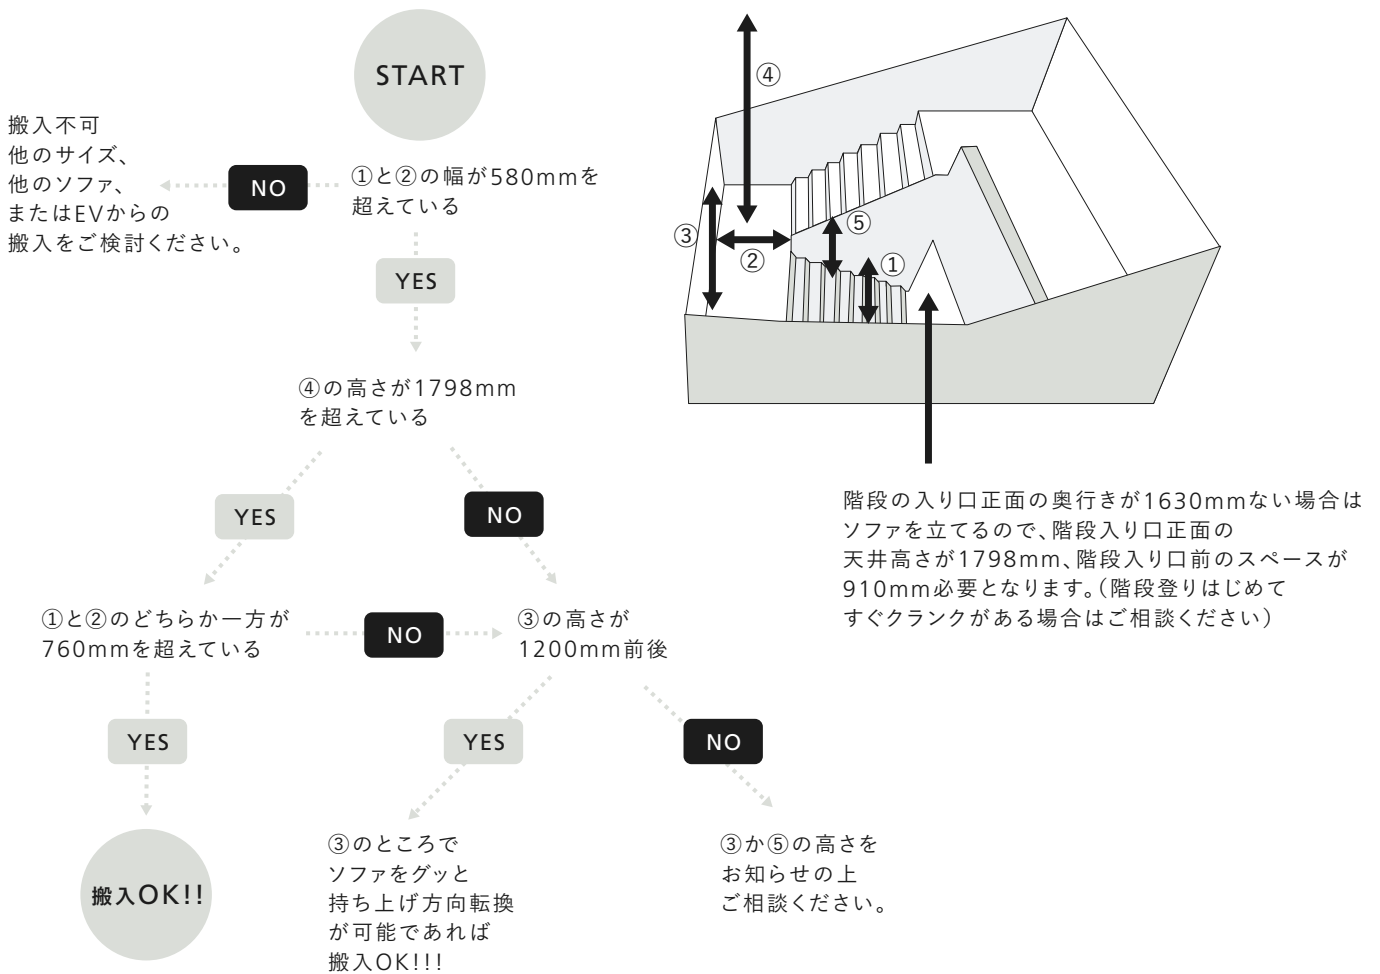 START
搬入不可
他のサイズ、
他のソファ、
またはEVからの
搬入をご検討ください。
NO
①と②の幅が580mmを
超えている
YES
④の高さが1798mm
を超えている
YES
NO
①と②のどちらか一方が
760mmを超えている
NO
③の高さが
1200mm前後
YES
YES
NO
搬入OK!!
③のところで
ソファをグッと
持ち上げ方向転換
が可能であれば
搬入OK!!!
③か⑤の高さを
お知らせの上
ご相談ください。
④
③
②
⑤
①
階段の入り口正面の奥行きが1630mmない場合は
ソファを立てるので、階段入り口正面の
天井高さが1798mm、階段入り口前のスペースが
910mm必要となります。（階段登りはじめて
すぐクランクがある場合はご相談ください）